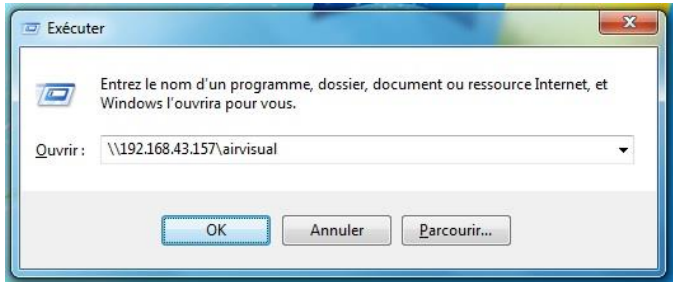 Exécuter
Entrez le nom d'un programme, dossier, document ou ressource Internet, et
Windows l'ouvrira pour vous.
Ouvrir : \\192.168.43.157\airvisual
OK Annuler Parcourir...